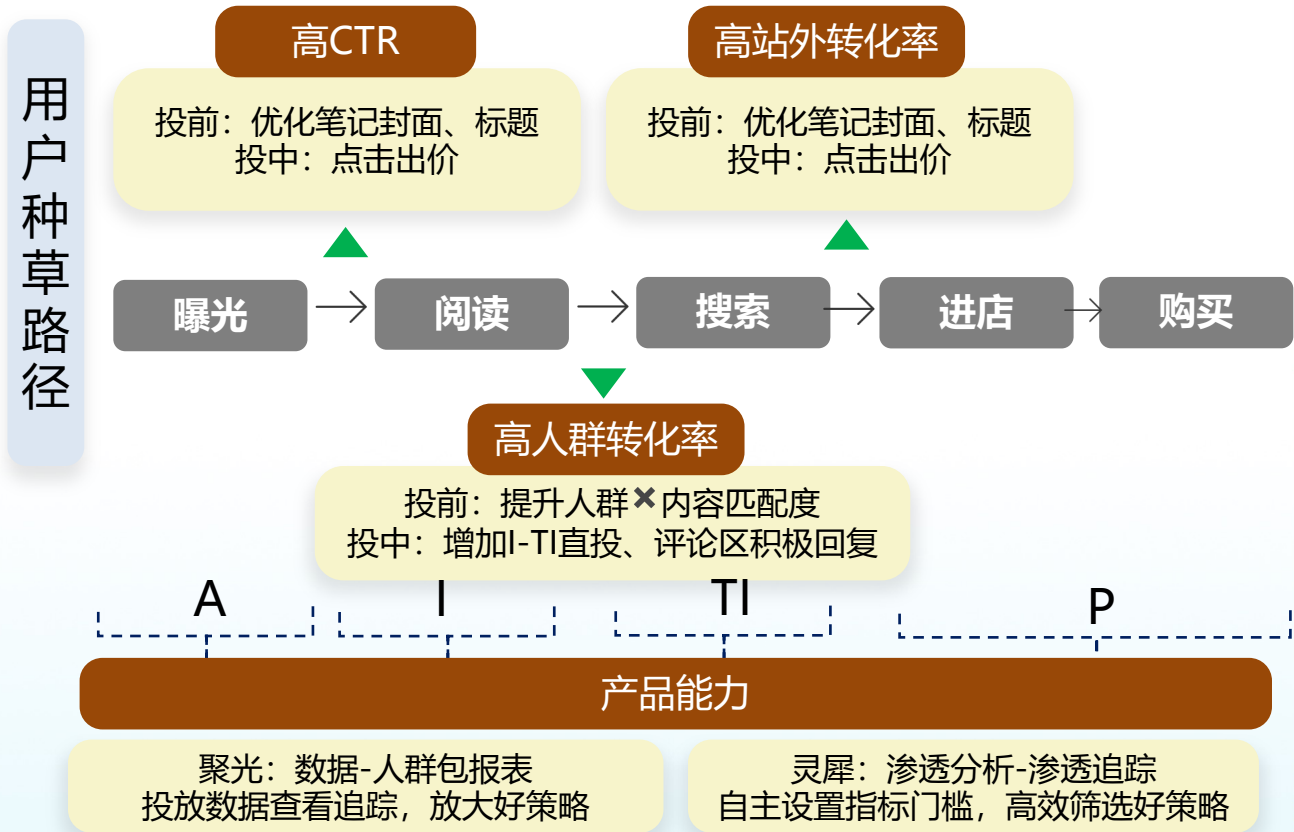 用户种草路径
高CTR
投前：优化笔记封面、标题
投中：点击出价
高站外转化率
投前：优化笔记封面、标题
投中：点击出价
曝光
阅读
搜索
进店
购买
高人群转化率
投前：提升人群×内容匹配度
投中：增加I-TI直投、评论区积极回复
A
I
TI
P
产品能力
聚光：数据-人群包报表
投放数据查看追踪，放大好策略
灵犀：渗透分析-渗透追踪
自主设置指标门槛，高效筛选好策略